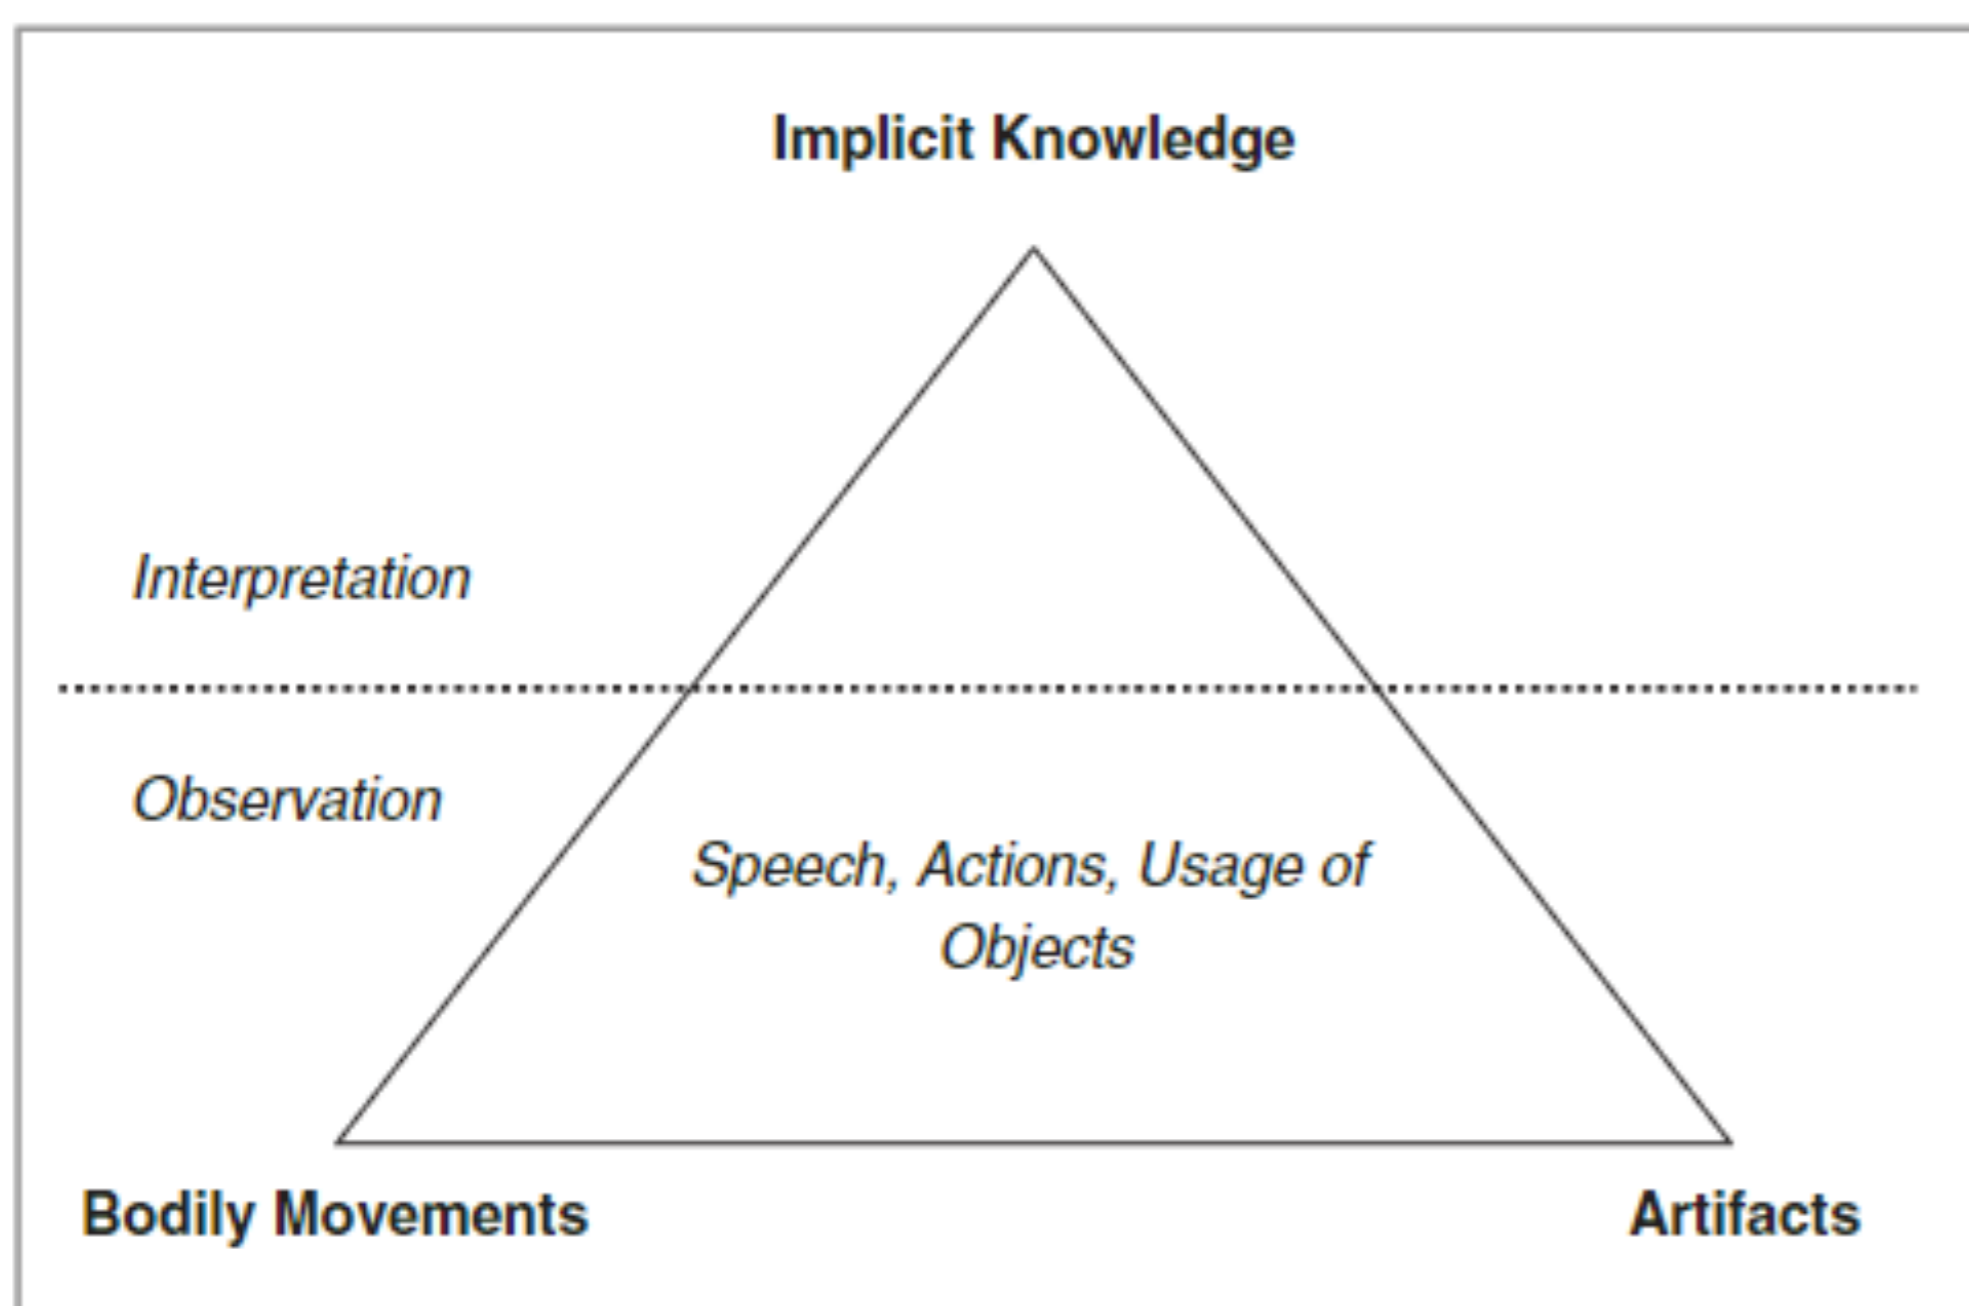 Implicit Knowledge
Interpretation
Observation
Speech, Actions, Usage of
Objects
Bodily Movements
Artifacts